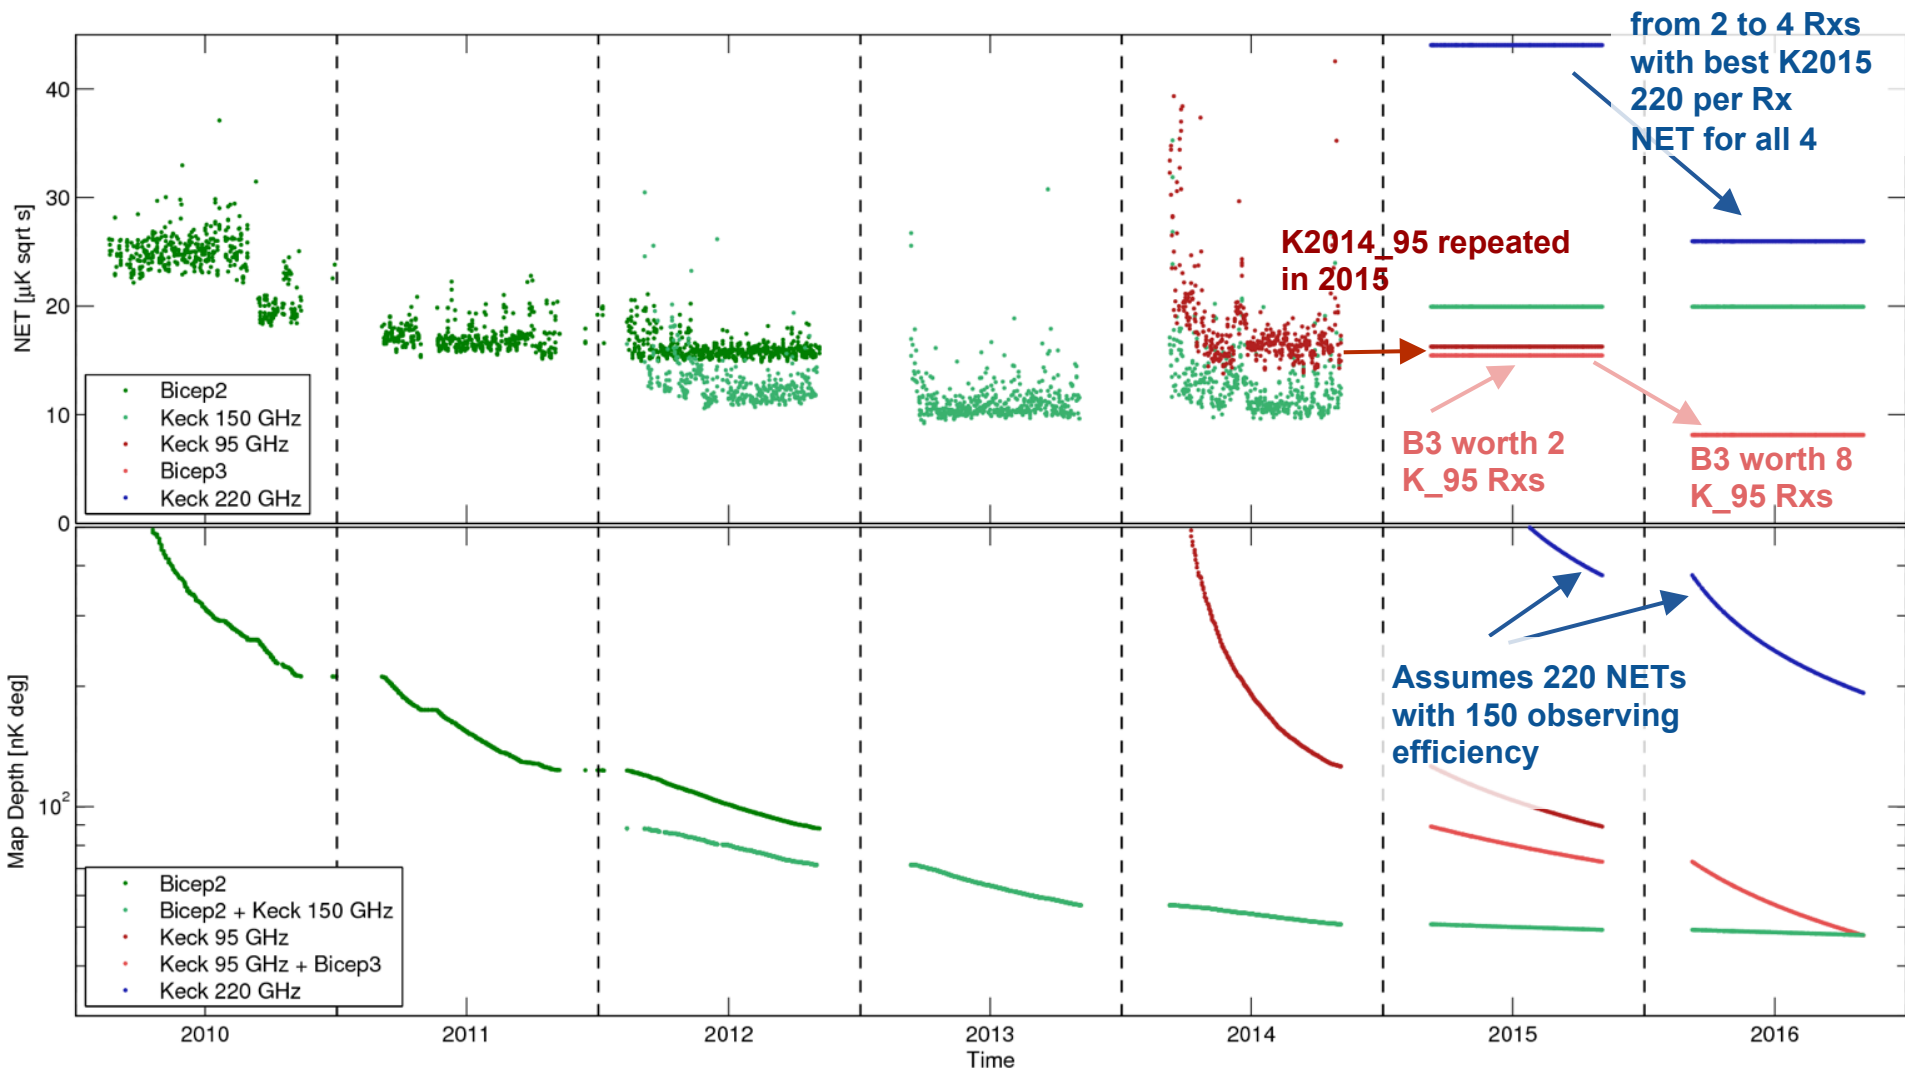 from 2 to 4 Rxs
with best K2015
220 per Rx
NET for all 4
40
30
20
10
0
NET [µK sqrt s]
K2014_95 repeated
in 2015
Bicep2
Keck 150 GHz
Keck 95 GHz
Bicep3
Keck 220 GHz
B3 worth 2
K_95 Rxs
B3 worth 8
K_95 Rxs
Map Depth [nK deg]
10²
Assumes 220 NETs
with 150 observing
efficiency
Bicep2
Bicep2 + Keck 150 GHz
Keck 95 GHz
Keck 95 GHz + Bicep3
Keck 220 GHz
2010 2011 2012 2013 2014 2015 2016
Time